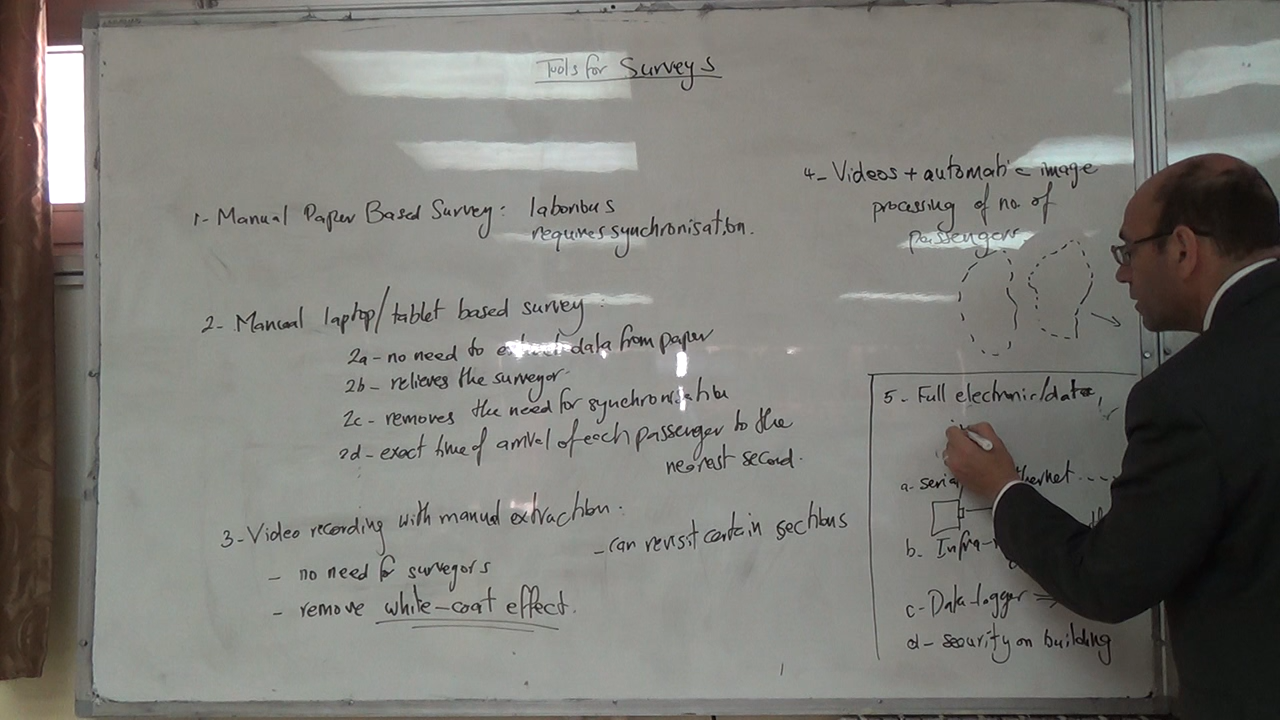 Tools for Surveys
1- Manual Paper Based Survey: laborious
requires synchronisation.
2- Manual laptop/tablet based survey:
2a- no need to extract data from paper
2b- relieves the surveyor.
2c- removes the need for synchronisation
2d- exact time of arrival of each passenger to the
nearest second.
3- Video recording with manual extraction.
- can revisit certain sections
- no need for surveyors
- remove white-coat effect.
4- Videos + automatic image
processing of no. of
passengers
5- Full electronic/
a-
b.
c- Data-logger =>
d- security on building